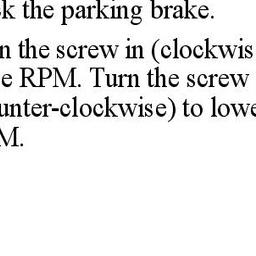 k the parking brake.
n the screw in (clockwis
e RPM. Turn the screw
unter-clockwise) to lowe
M.